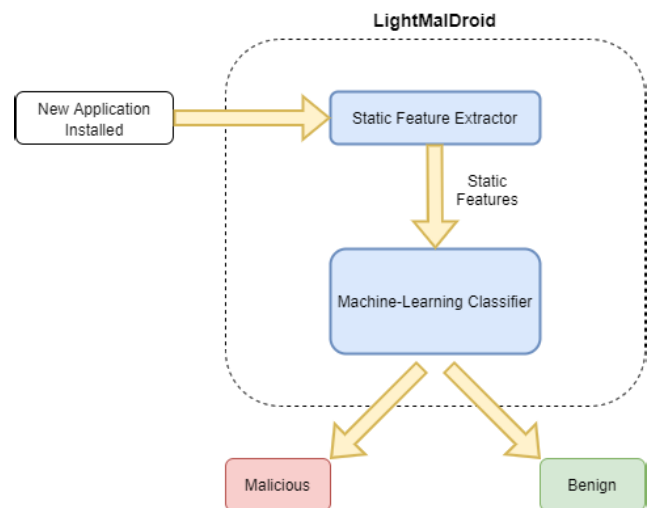 LightMalDroid
New Application
Installed
Static Feature Extractor
Static
Features
Machine-Learning Classifier
Malicious
Benign